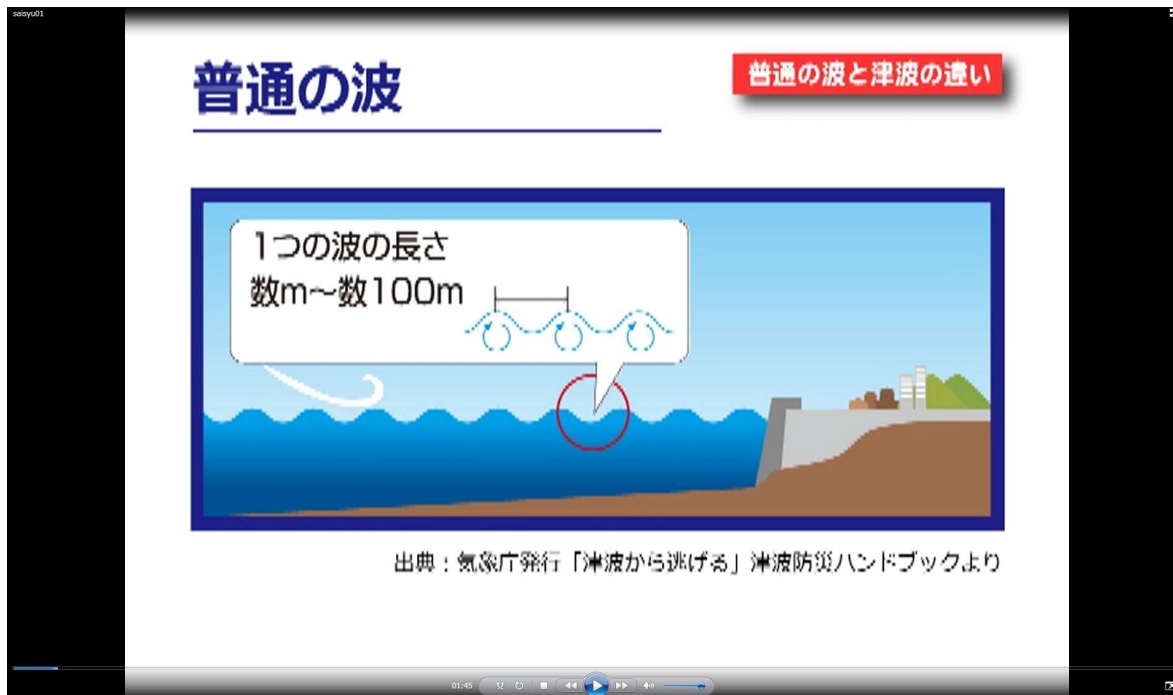 saisyu01
普通の波
普通の波と津波の違い
1つの波の長さ
数m～数100m
出典：気象庁発行「津波から逃げる」津波防災ハンドブックより
01:45